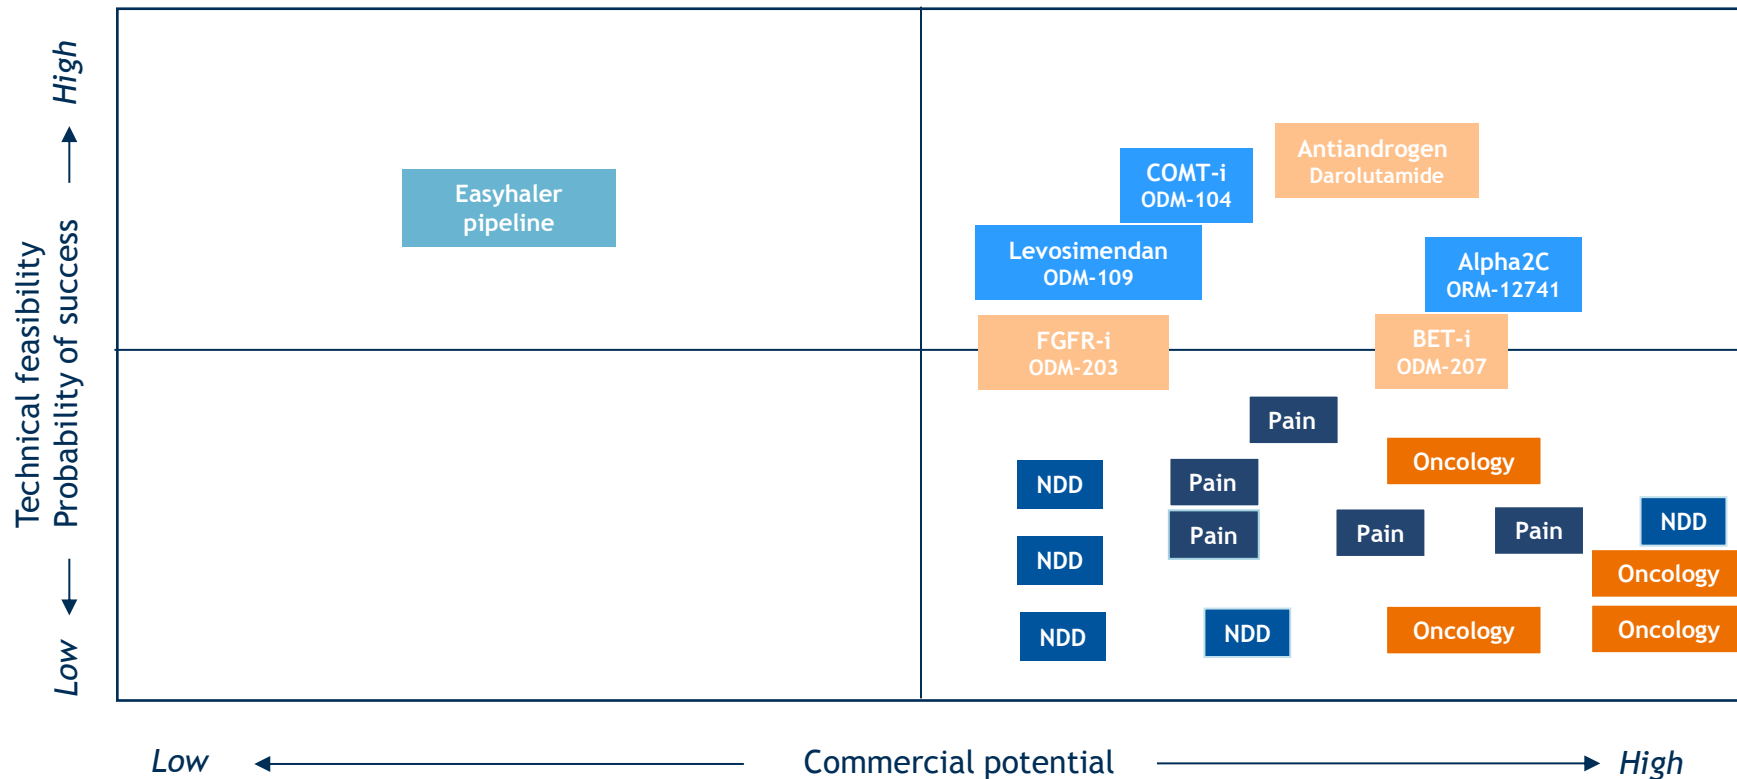 High
Technical feasibility
Probability of success
Low
Easyhaler
pipeline
Antiandrogen
Darolutamide
COMT-i
ODM-104
Levosimendan
ODM-109
Alpha2C
ORM-12741
FGFR-i
ODM-203
BET-i
ODM-207
Pain
Oncology
NDD
Pain
Pain
Pain
Pain
NDD
NDD
Oncology
NDD
NDD
Oncology
Oncology
Low
Commercial potential
High